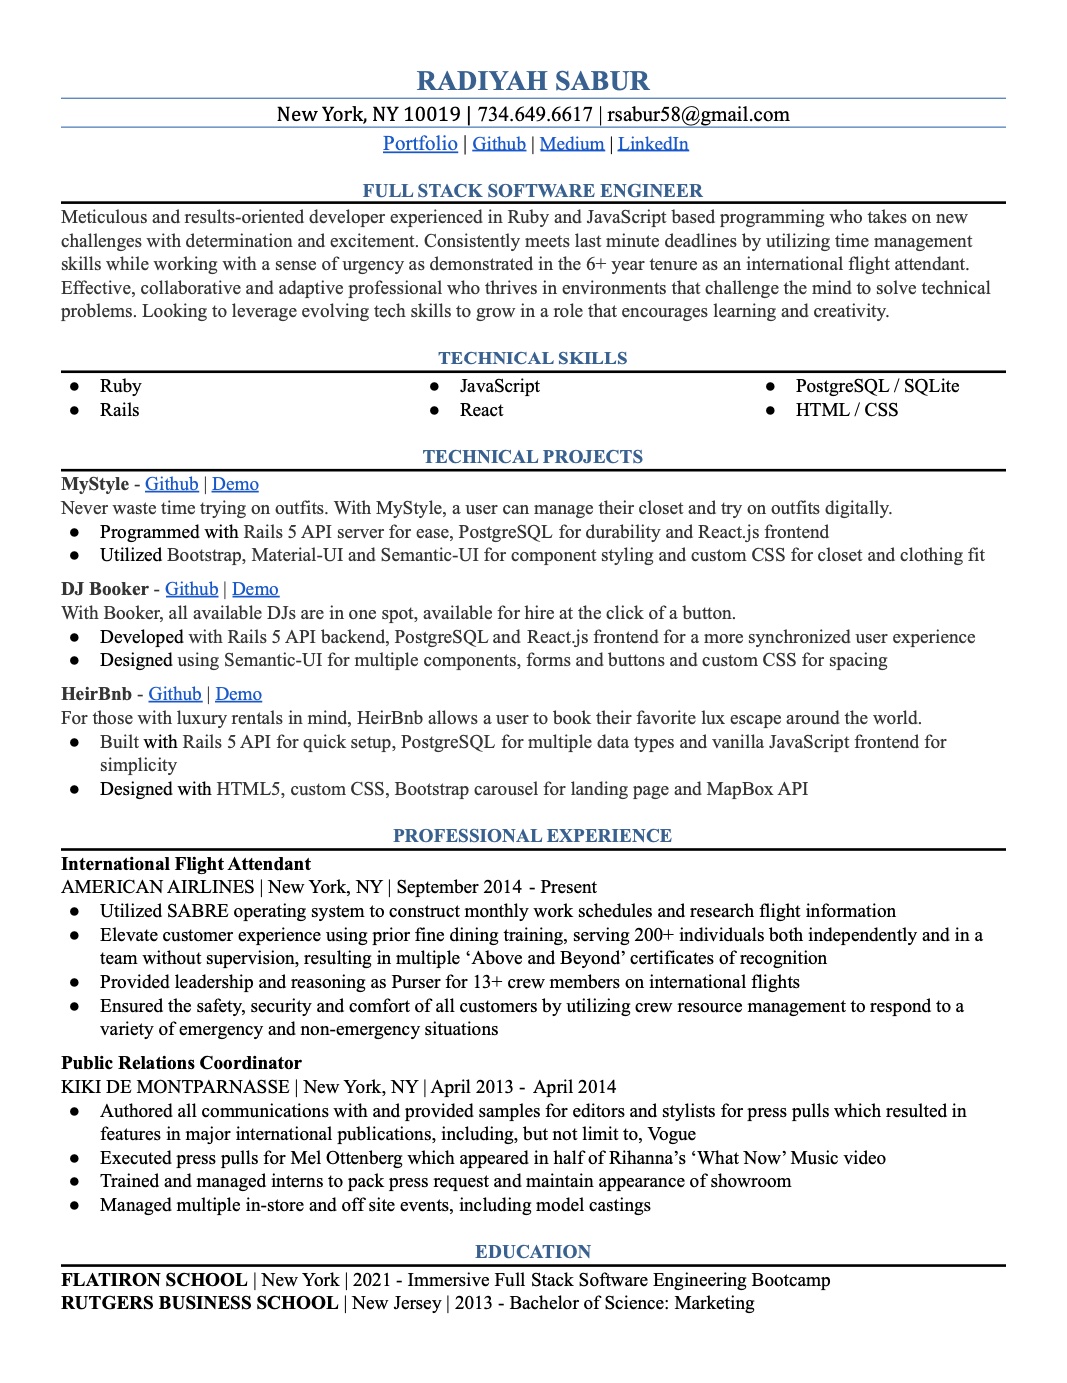 RADIYAH SABUR
New York, NY 10019 | 734.649.6617 | rsabur58@gmail.com
Portfolio | Github | Medium | LinkedIn
FULL STACK SOFTWARE ENGINEER
Meticulous and results-oriented developer experienced in Ruby and JavaScript based programming who takes on new
challenges with determination and excitement. Consistently meets last minute deadlines by utilizing time management
skills while working with a sense of urgency as demonstrated in the 6+ year tenure as an international flight attendant.
Effective, collaborative and adaptive professional who thrives in environments that challenge the mind to solve technical
problems. Looking to leverage evolving tech skills to grow in a role that encourages learning and creativity.
TECHNICAL SKILLS
● Ruby ● JavaScript ● PostgreSQL / SQLite
● Rails ● React ● HTML / CSS
TECHNICAL PROJECTS
MyStyle - Github | Demo
Never waste time trying on outfits. With MyStyle, a user can manage their closet and try on outfits digitally.
● Programmed with Rails 5 API server for ease, PostgreSQL for durability and React.js frontend
● Utilized Bootstrap, Material-UI and Semantic-UI for component styling and custom CSS for closet and clothing fit
DJ Booker - Github | Demo
With Booker, all available DJs are in one spot, available for hire at the click of a button.
● Developed with Rails 5 API backend, PostgreSQL and React.js frontend for a more synchronized user experience
● Designed using Semantic-UI for multiple components, forms and buttons and custom CSS for spacing
HeirBnb - Github | Demo
For those with luxury rentals in mind, HeirBnb allows a user to book their favorite lux escape around the world.
● Built with Rails 5 API for quick setup, PostgreSQL for multiple data types and vanilla JavaScript frontend for
simplicity
● Designed with HTML5, custom CSS, Bootstrap carousel for landing page and MapBox API
PROFESSIONAL EXPERIENCE
International Flight Attendant
AMERICAN AIRLINES | New York, NY | September 2014 - Present
● Utilized SABRE operating system to construct monthly work schedules and research flight information
● Elevate customer experience using prior fine dining training, serving 200+ individuals both independently and in a
team without supervision, resulting in multiple ‘Above and Beyond’ certificates of recognition
● Provided leadership and reasoning as Purser for 13+ crew members on international flights
● Ensured the safety, security and comfort of all customers by utilizing crew resource management to respond to a
variety of emergency and non-emergency situations
Public Relations Coordinator
KIKI DE MONTPARNASSE | New York, NY | April 2013 - April 2014
● Authored all communications with and provided samples for editors and stylists for press pulls which resulted in
features in major international publications, including, but not limit to, Vogue
● Executed press pulls for Mel Ottenberg which appeared in half of Rihanna’s ‘What Now’ Music video
● Trained and managed interns to pack press request and maintain appearance of showroom
● Managed multiple in-store and off site events, including model castings
EDUCATION
FLATIRON SCHOOL | New York | 2021 - Immersive Full Stack Software Engineering Bootcamp
RUTGERS BUSINESS SCHOOL | New Jersey | 2013 - Bachelor of Science: Marketing